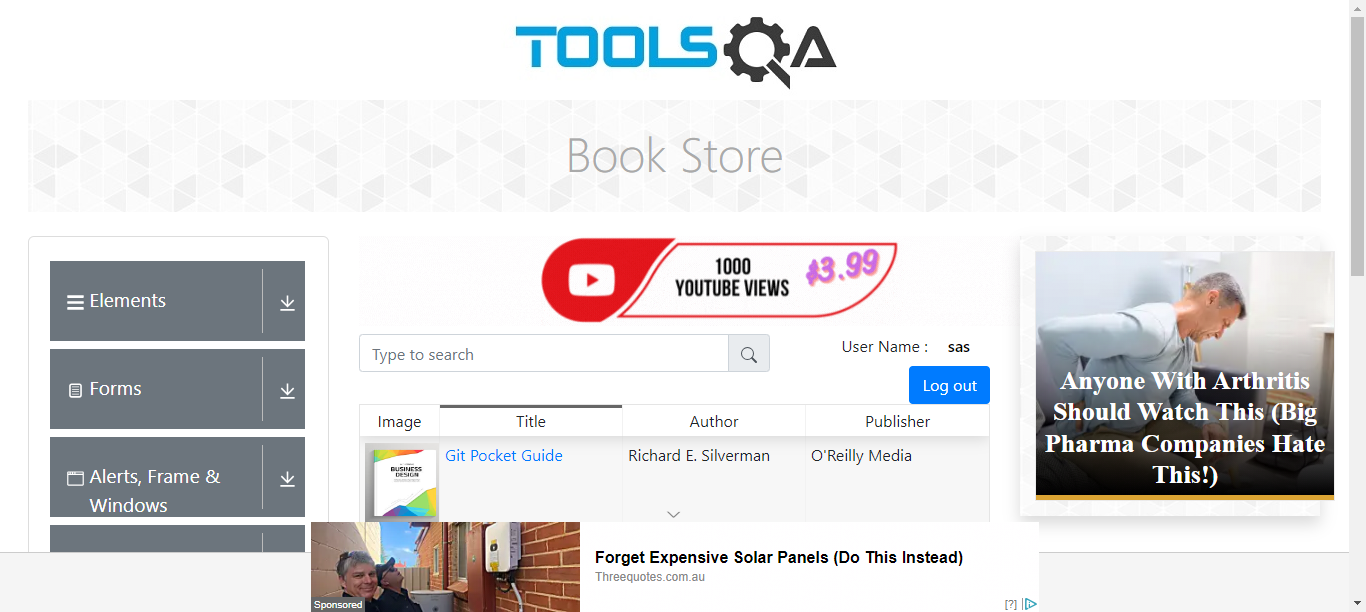 TOOLSQA
Book Store
Elements
Forms
Alerts, Frame &
Windows
1000
YOUTUBE VIEWS
$3.99
Type to search
User Name :
sas
Log out
Image
Title
Author
Publisher
BUSINESS
DESIGN
Git Pocket Guide
Richard E. Silverman
O'Reilly Media
Anyone With Arthritis
Should Watch This (Big
Pharma Companies Hate
This!)
Sponsored
Forget Expensive Solar Panels (Do This Instead)
Threequotes.com.au
[?]